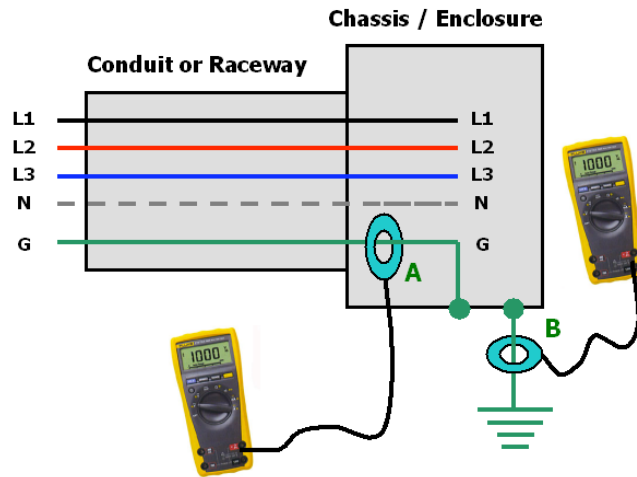 Chassis / Enclosure
Conduit or Raceway
L1 L1
L2 L2
L3 L3
N N
G G
A
B
1000
1000